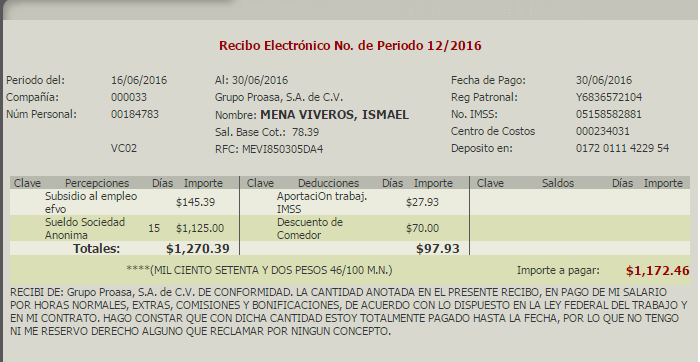 Recibo Electrónico No. de Periodo 12/2016
Periodo del: 16/06/2016 Al: 30/06/2016 Fecha de Pago: 30/06/2016
Compañía: 000033 Grupo Proasa, S.A. de C.V. Reg Patronal: Y6836572104
Núm Personal: 00184783 Nombre: MENA VIVEROS, ISMAEL No. IMSS: 05158582881
Sal. Base Cot.: 78.39 Centro de Costos 000234031
VC02 RFC: MEVI850305DA4 Deposito en: 0172 0111 4229 54
Clave Percepciones Días Importe Clave Deducciones Días Importe Clave Saldos Días Importe
Subsidio al empleo efvo $145.39 AportaciOn trabaj. IMSS $27.93
Sueldo Sociedad Anonima 15 $1,125.00 Descuento de Comedor $70.00
Totales: $1,270.39 $97.93
****(MIL CIENTO SETENTA Y DOS PESOS 46/100 M.N.) Importe a pagar: $1,172.46
RECIBI DE: Grupo Proasa, S.A. de C.V. DE CONFORMIDAD. LA CANTIDAD ANOTADA EN EL PRESENTE RECIBO, EN PAGO DE MI SALARIO
POR HORAS NORMALES, EXTRAS, COMISIONES Y BONIFICACIONES, DE ACUERDO CON LO DISPUESTO EN LA LEY FEDERAL DEL TRABAJO Y
EN MI CONTRATO. HAGO CONSTAR QUE CON DICHA CANTIDAD ESTOY TOTALMENTE PAGADO HASTA LA FECHA, POR LO QUE NO TENGO
NI ME RESERVO DERECHO ALGUNO QUE RECLAMAR POR NINGUN CONCEPTO.